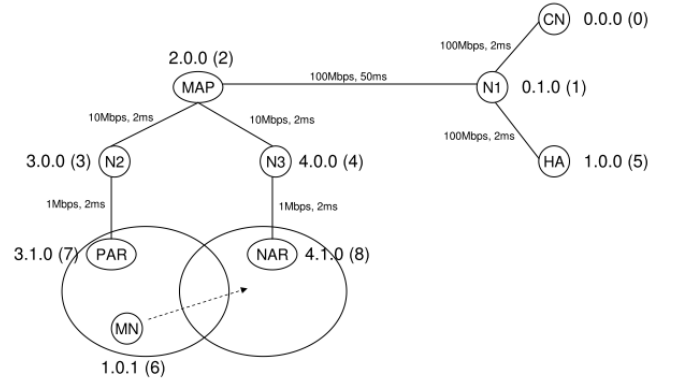 CN 0.0.0 (0)
100Mbps, 2ms
2.0.0 (2)
100Mbps, 50ms
MAP
N1 0.1.0 (1)
10Mbps, 2ms
10Mbps, 2ms
100Mbps, 2ms
3.0.0 (3) N2
N3 4.0.0 (4)
HA 1.0.0 (5)
1Mbps, 2ms
1Mbps, 2ms
3.1.0 (7) PAR
NAR 4.1.0 (8)
MN
1.0.1 (6)